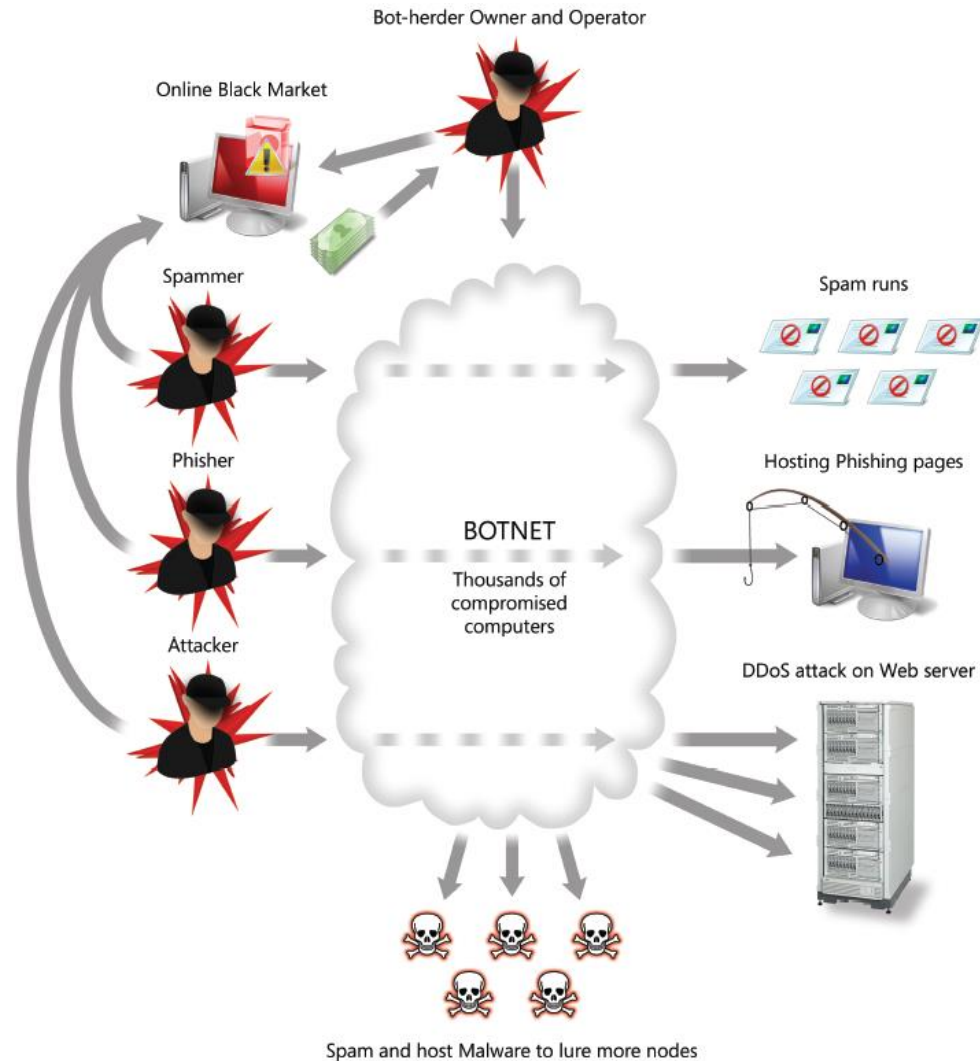 Bot-herder Owner and Operator
Online Black Market
Spammer
Spam runs
Phisher
Hosting Phishing pages
BOTNET
Thousands of
compromised
computers
Attacker
DDoS attack on Web server
Spam and host Malware to lure more nodes